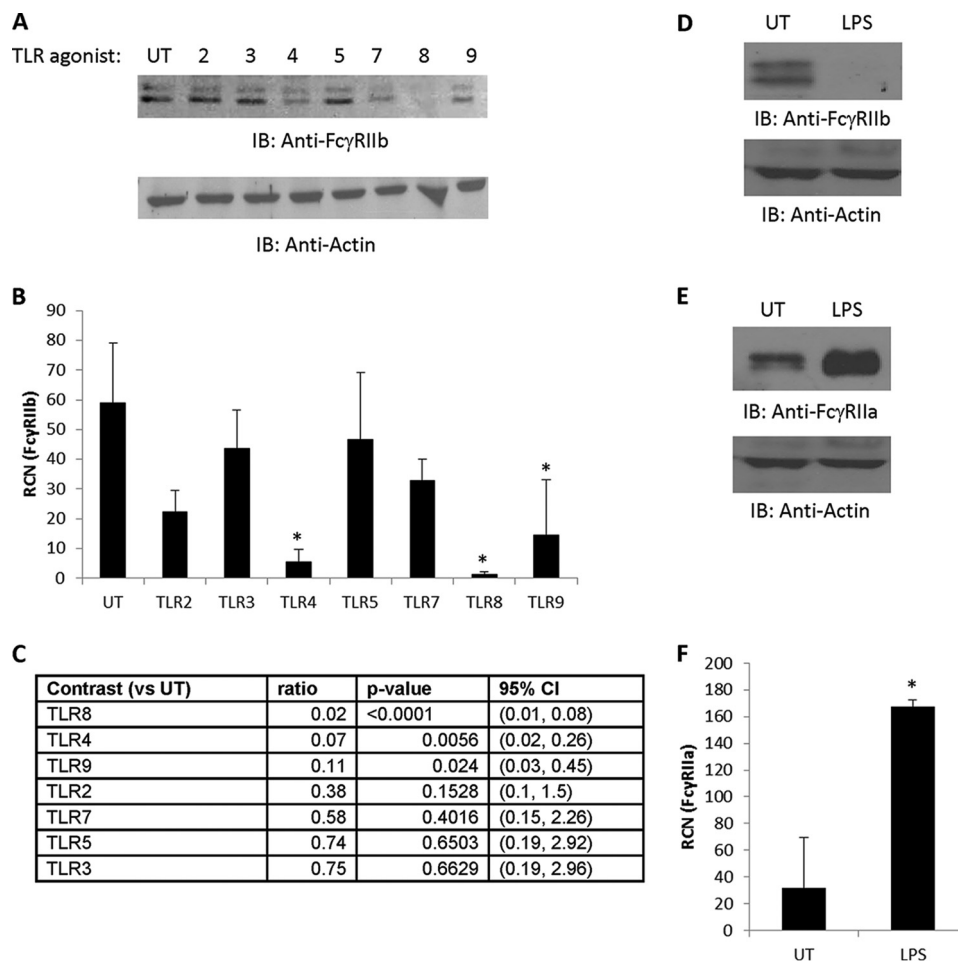 A
TLR agonist: UT 2 3 4 5 7 8 9
IB: Anti-FcγRIIb
IB: Anti-Actin
B
RCN (FcγRIIb)
90
80
70
60
50
40
30
20
10
0
* * *
UT TLR2 TLR3 TLR4 TLR5 TLR7 TLR8 TLR9
C
Contrast (vs UT) ratio p-value 95% CI
TLR8 0.02 <0.0001 (0.01, 0.08)
TLR4 0.07 0.0056 (0.02, 0.26)
TLR9 0.11 0.024 (0.03, 0.45)
TLR2 0.38 0.1528 (0.1, 1.5)
TLR7 0.58 0.4016 (0.15, 2.26)
TLR5 0.74 0.6503 (0.19, 2.92)
TLR3 0.75 0.6629 (0.19, 2.96)
D
UT LPS
IB: Anti-FcγRIIb
IB: Anti-Actin
E
UT LPS
IB: Anti-FcγRIIa
IB: Anti-Actin
F
RCN (FcγRIIa)
200
180
160
140
120
100
80
60
40
20
0
*
UT LPS